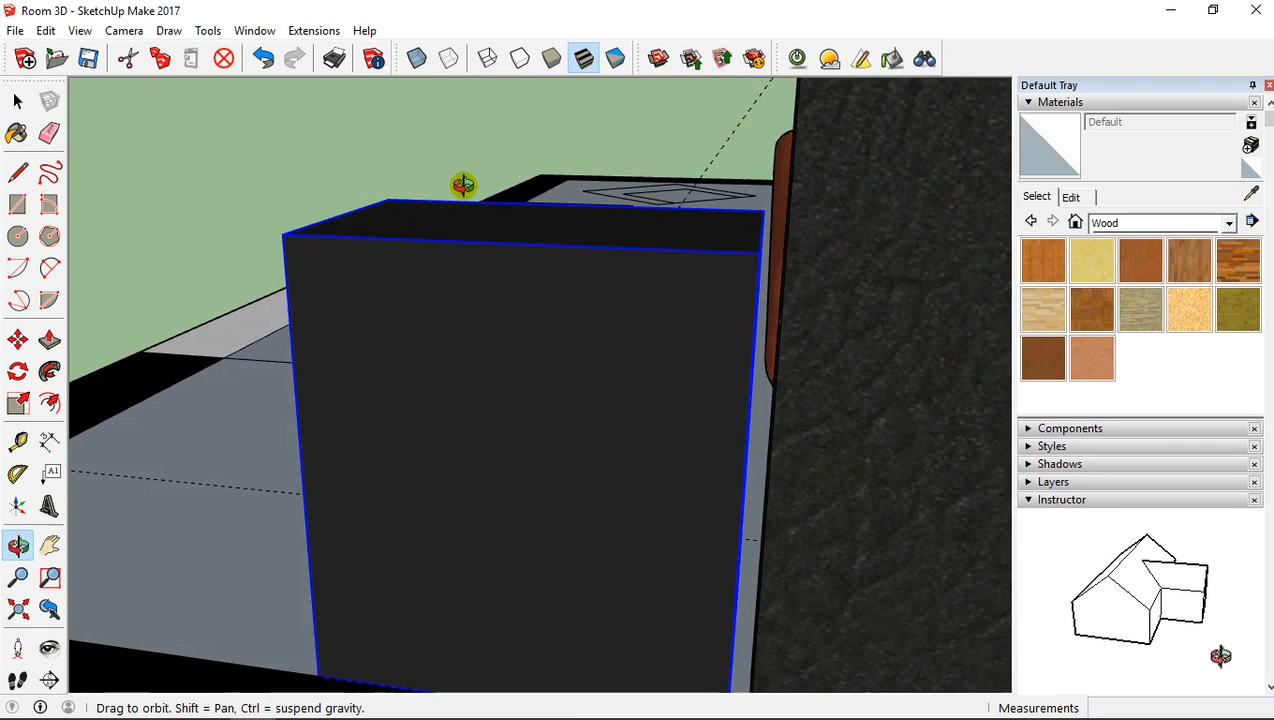 Room 3D - SketchUp Make 2017
File Edit View Camera Draw Tools Window Extensions Help
Default Tray
Materials
Default
Select Edit
Wood
A1
Components
Styles
Shadows
Layers
Instructor
Drag to orbit. Shift = Pan, Ctrl = suspend gravity.
Measurements